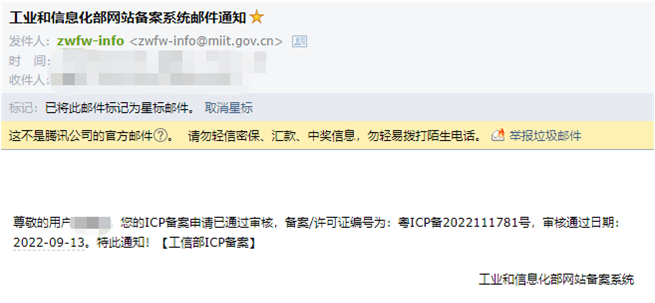 工业和信息化部网站备案系统邮件通知
发件人：zwfw-info <zwfw-info@miit.gov.cn>
时　间：
收件人：
标记：已将此邮件标记为星标邮件。 取消星标
这不是腾讯公司的官方邮件?。 请勿轻信密保、汇款、中奖信息，勿轻易拨打陌生电话。 举报垃圾邮件
尊敬的用户 ，您的ICP备案申请已通过审核，备案/许可证编号为：粤ICP备2022111781号，审核通过日期：
2022-09-13。特此通知！【工信部ICP备案】
工业和信息化部网站备案系统